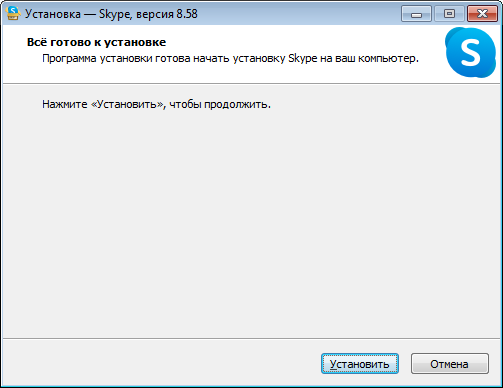 Установка — Skype, версия 8.58
Всё готово к установке
Программа установки готова начать установку Skype на ваш компьютер.
S
Нажмите «Установить», чтобы продолжить.
Установить
Отмена